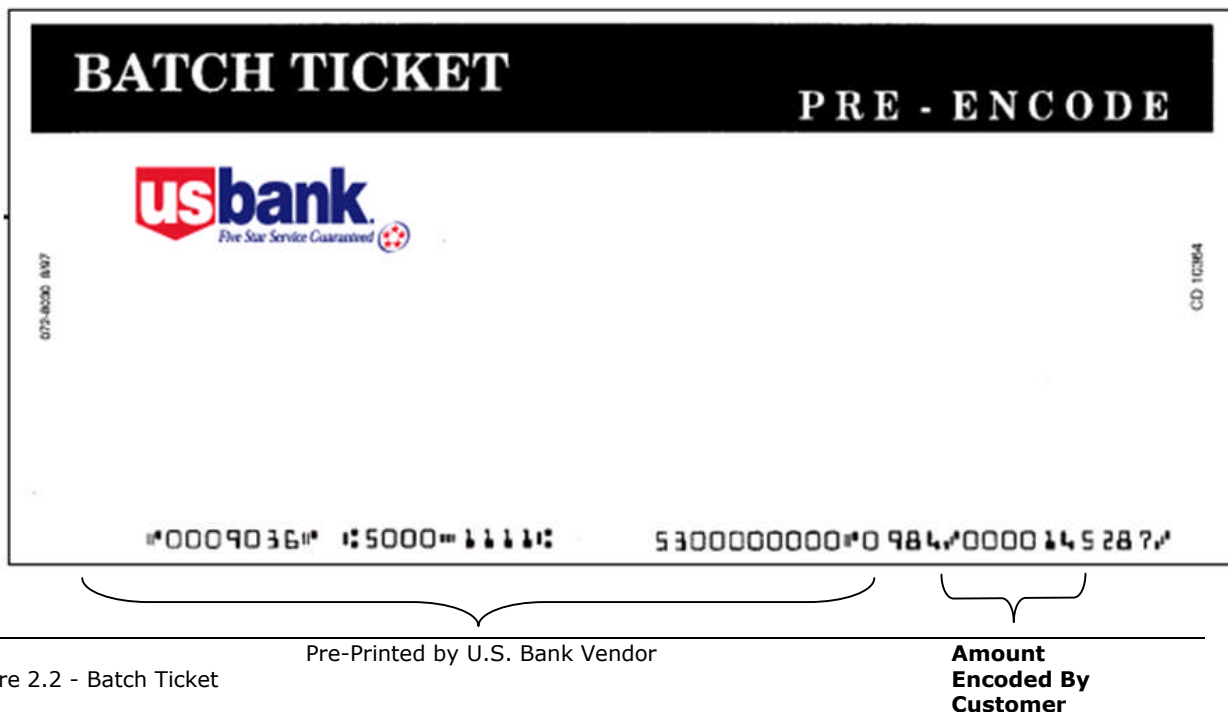 BATCH TICKET
PRE - ENCODE
usbank.
Five Star Service Guaranteed
072-8030 8/97
CD 10364
⑈0009036⑈ ⑆5000⑉1111⑆ 5300000000⑈0984⑇0000145287⑇
Pre-Printed by U.S. Bank Vendor
Amount
Encoded By
Customer
re 2.2 - Batch Ticket